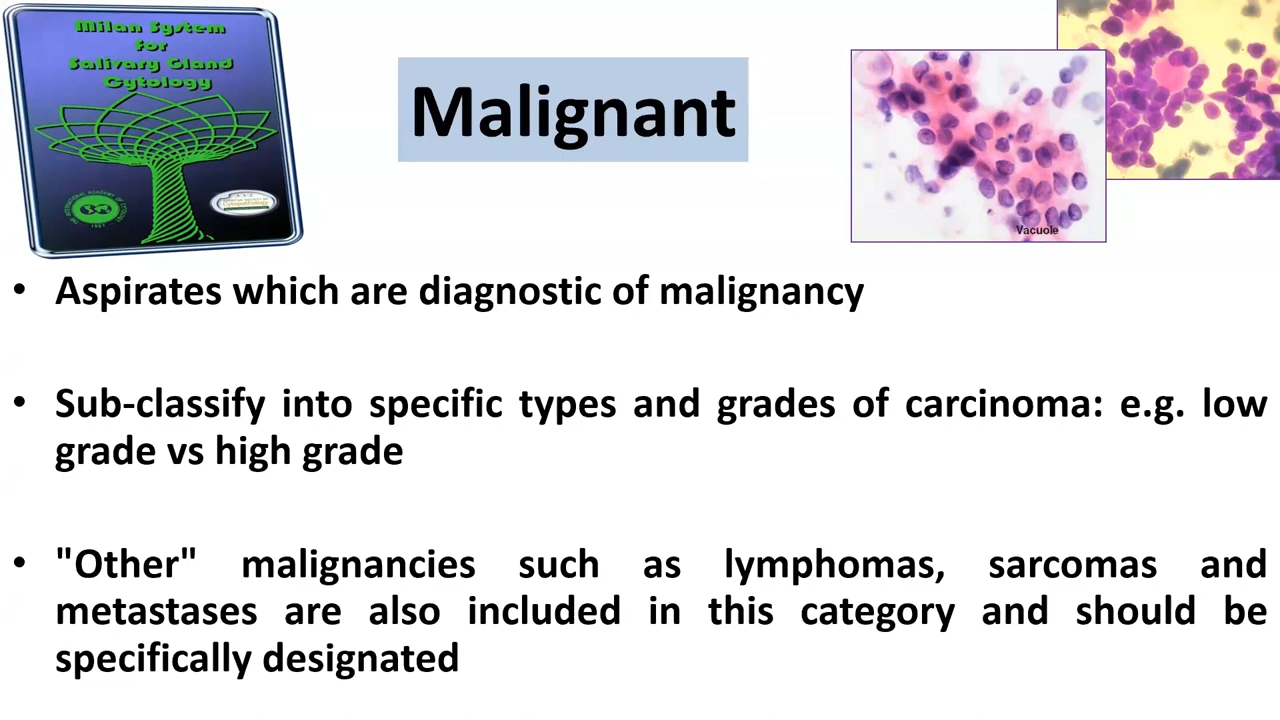 Milan System
for
Salivary Gland
Cytology
Malignant
Vacuole
• Aspirates which are diagnostic of malignancy
• Sub-classify into specific types and grades of carcinoma: e.g. low
grade vs high grade
• "Other" malignancies such as lymphomas, sarcomas and
metastases are also included in this category and should be
specifically designated